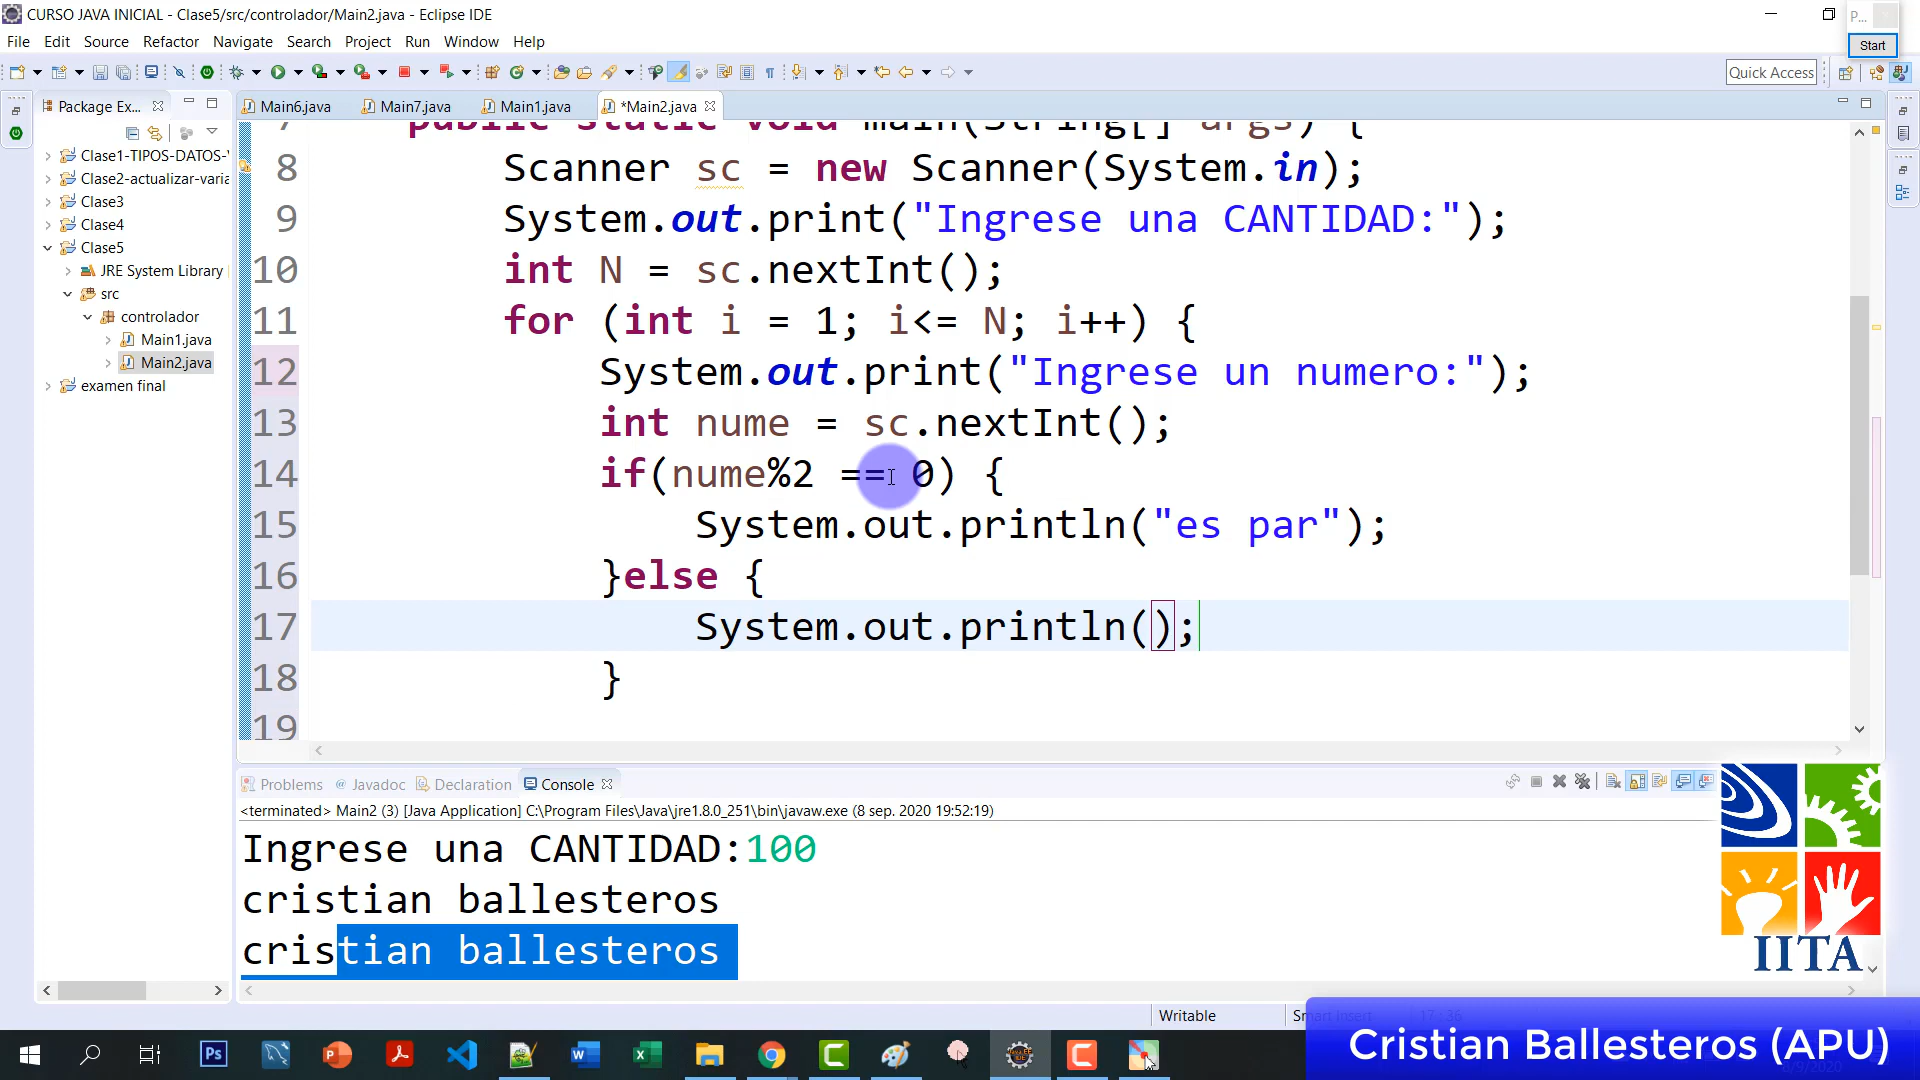 CURSO JAVA INICIAL - Clase5/src/controlador/Main2.java - Eclipse IDE
P...
File Edit Source Refactor Navigate Search Project Run Window Help
Start
Quick Access
Package Ex...
Main6.java Main7.java Main1.java *Main2.java
Clase1-TIPOS-DATOS-
Clase2-actualizar-varia
Clase3
Clase4
Clase5
JRE System Library
src
controlador
Main1.java
Main2.java
examen final
7 public static void main(String[] args) {
8 Scanner sc = new Scanner(System.in);
9 System.out.print("Ingrese una CANTIDAD:");
10 int N = sc.nextInt();
11 for (int i = 1; i<= N; i++) {
12 System.out.print("Ingrese un numero:");
13 int nume = sc.nextInt();
14 if(nume%2 == 0) {
15 System.out.println("es par");
16 }else {
17 System.out.println();
18 }
19
Problems Javadoc Declaration Console
<terminated> Main2 (3) [Java Application] C:\Program Files\Java\jre1.8.0_251\bin\javaw.exe (8 sep. 2020 19:52:19)
Ingrese una CANTIDAD:100
cristian ballesteros
cristian ballesteros
IITA
Writable
Cristian Ballesteros (APU)